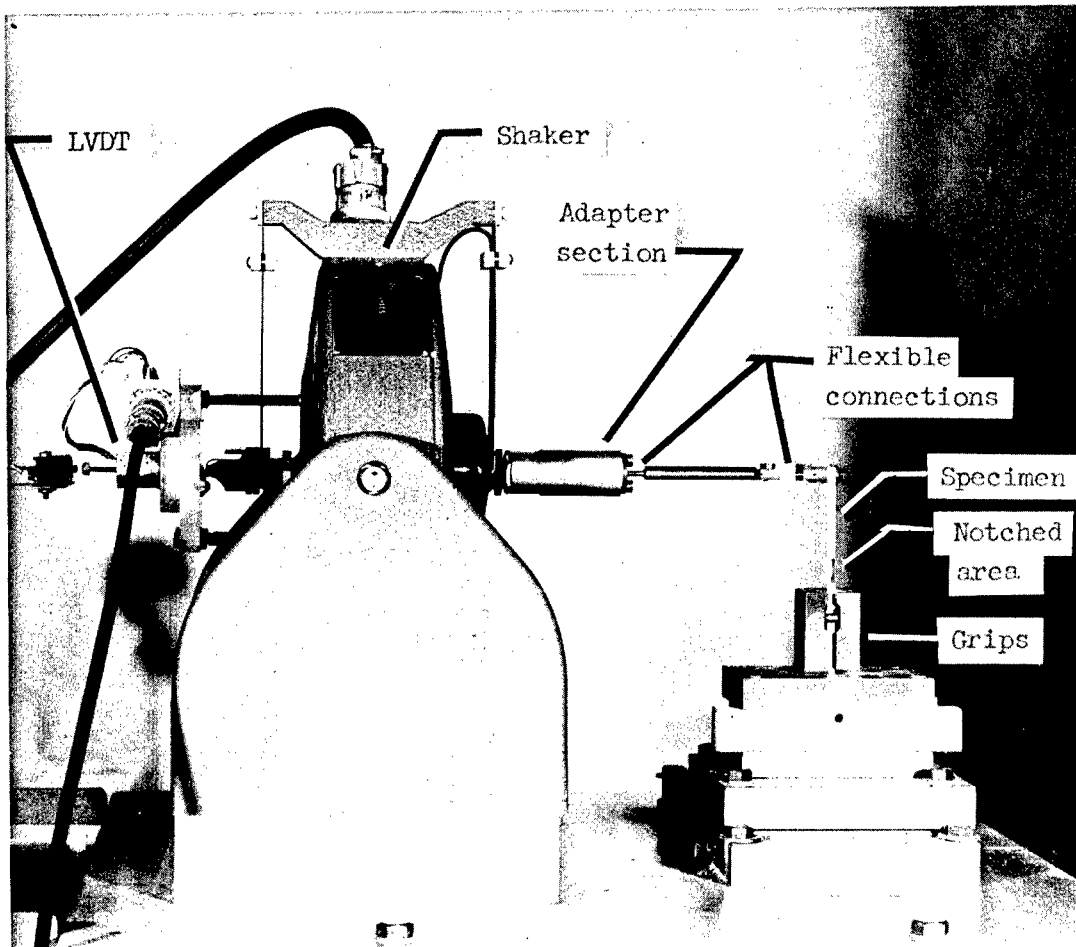 LVDT
Shaker
Adapter
section
Flexible
connections
Specimen
Notched
area
Grips